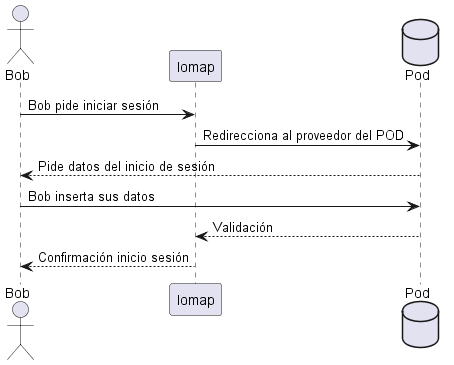 Bob
lomap
Pod
Bob pide iniciar sesión
Redirecciona al proveedor del POD
Pide datos del inicio de sesión
Bob inserta sus datos
Validación
Confirmación inicio sesión
Bob
lomap
Pod